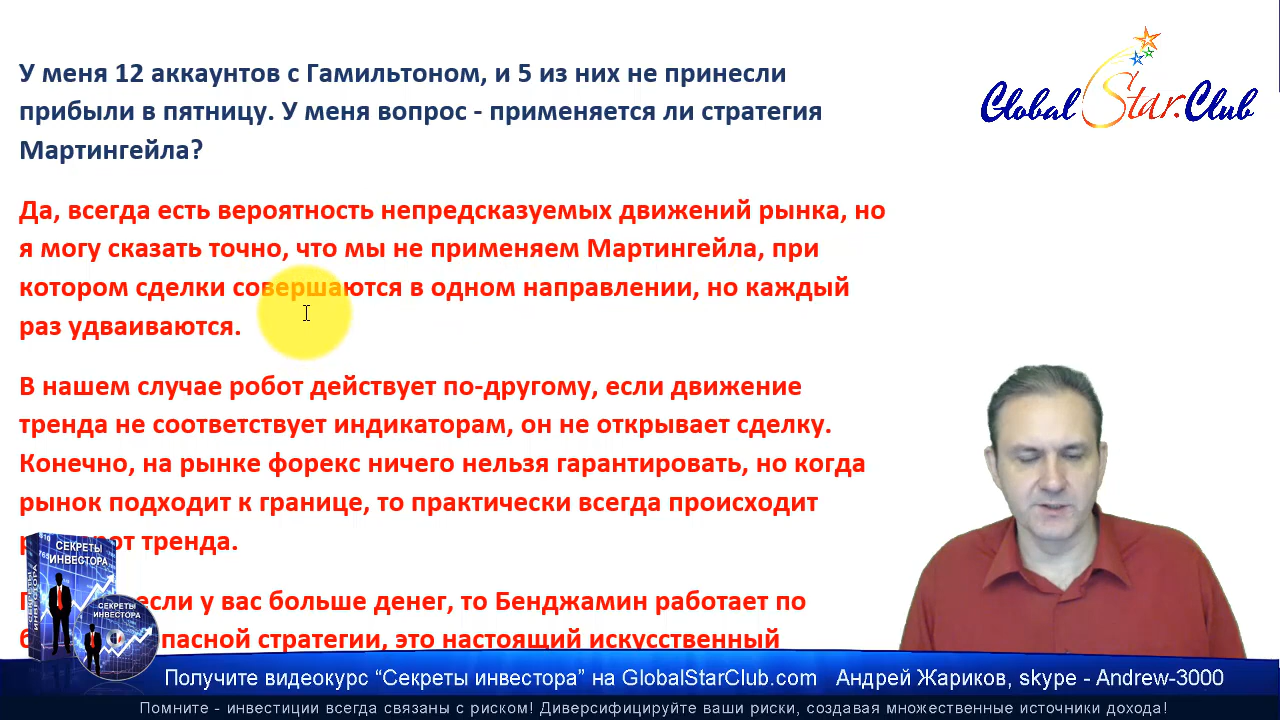 У меня 12 аккаунтов с Гамильтоном, и 5 из них не принесли
прибыли в пятницу. У меня вопрос - применяется ли стратегия
Мартингейла?
Global Star.Club
Да, всегда есть вероятность непредсказуемых движений рынка, но
я могу сказать точно, что мы не применяем Мартингейла, при
котором сделки совершаются в одном направлении, но каждый
раз удваиваются.
В нашем случае робот действует по-другому, если движение
тренда не соответствует индикаторам, он не открывает сделку.
Конечно, на рынке форекс ничего нельзя гарантировать, но когда
рынок подходит к границе, то практически всегда происходит
тренда.
если у вас больше денег, то Бенджамин работает по
стратегии, это настоящий искусственный
СЕКРЕТЫ
ИНВЕСТОРА
СЕКРЕТЫ
ИНВЕСТОРА
СЕКРЕТЫ
ИНВЕСТОРА
Получите видеокурс “Секреты инвестора” на GlobalStarClub.com Андрей Жариков, skype - Andrew-3000
Помните - инвестиции всегда связаны с риском! Диверсифицируйте ваши риски, создавая множественные источники дохода!